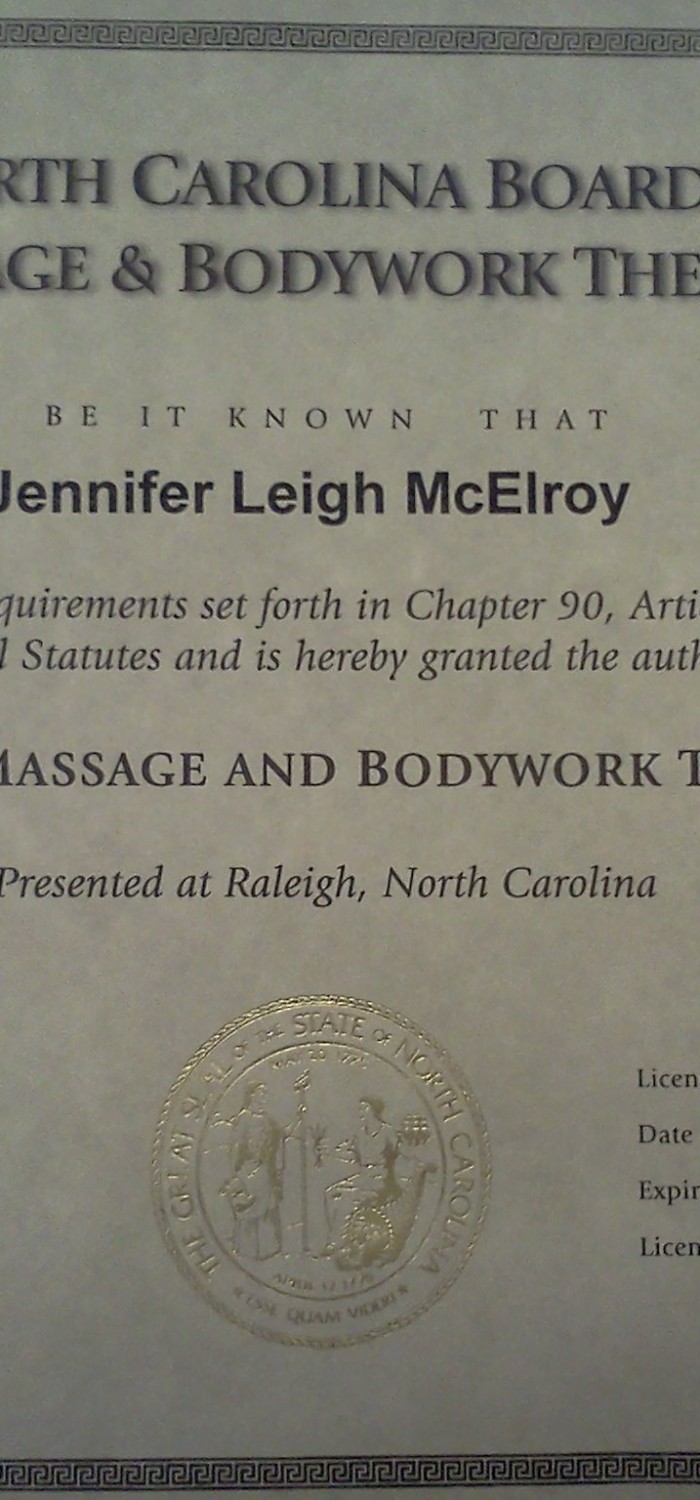 RTH CAROLINA BOARD
AGE & BODYWORK THE
BE IT KNOWN THAT
Jennifer Leigh McElroy
quirements set forth in Chapter 90, Arti
l Statutes and is hereby granted the auth
MASSAGE AND BODYWORK T
Presented at Raleigh, North Carolina
THE GREAT SEAL OF THE STATE OF NORTH CAROLINA
MAY 20 1775
APRIL 12 1776
ESSE QUAM VIDERI
Licen
Date
Expir
Licen